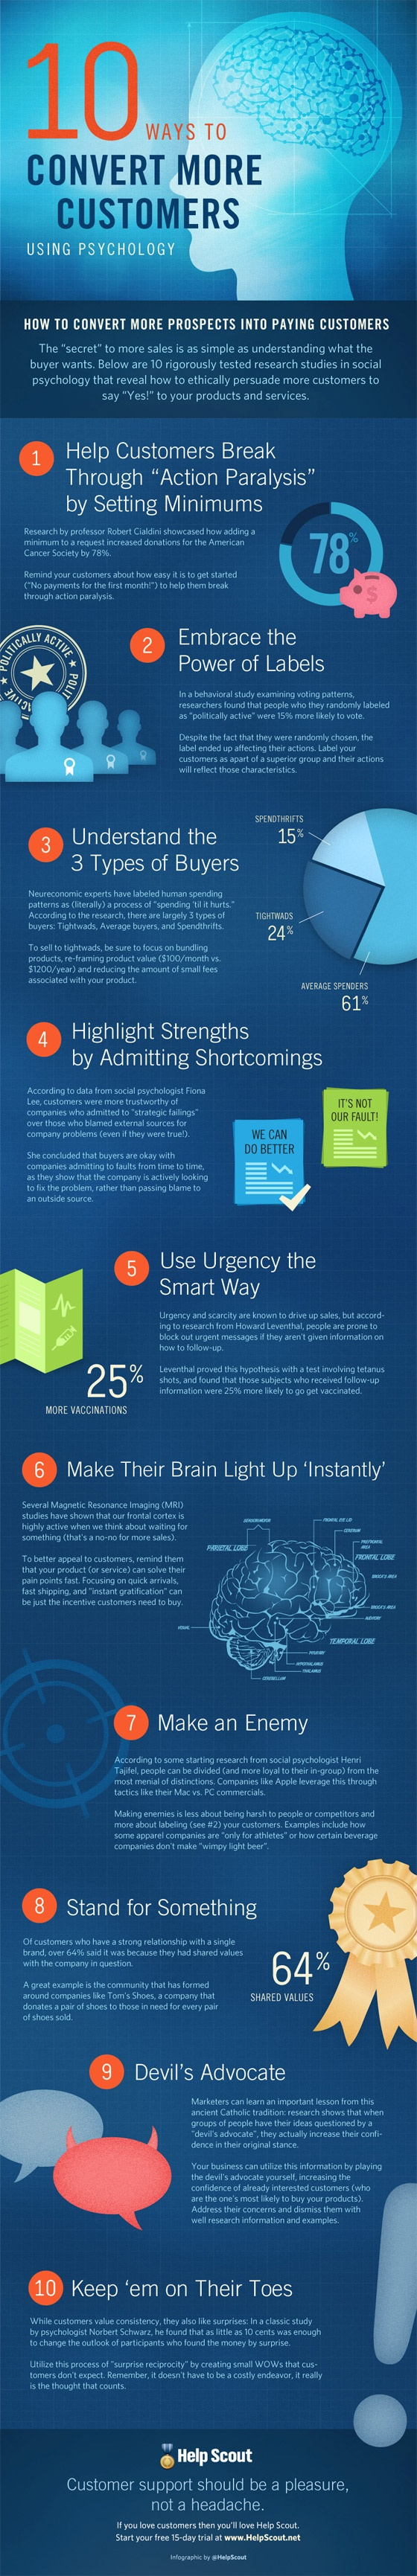 10 WAYS TO
CONVERT MORE
CUSTOMERS
USING PSYCHOLOGY
HOW TO CONVERT MORE PROSPECTS INTO PAYING CUSTOMERS
The “secret” to more sales is as simple as understanding what the
buyer wants. Below are 10 rigorously tested research studies in social
psychology that reveal how to ethically persuade more customers to
say “Yes!” to your products and services.
1
Help Customers Break
Through “Action Paralysis”
by Setting Minimums
Research by professor Robert Cialdini showcased how adding a
minimum to a request increased donations for the American
Cancer Society by 78%.
Remind your customers about how easy it is to get started
("No payments for the first month!") to help them break
through action paralysis.
78%
$
POLITICALLY ACTIVE
2
Embrace the
Power of Labels
In a behavioral study examining voting patterns,
researchers found that people who they randomly labeled
as "politically active" were 15% more likely to vote.
Despite the fact that they were randomly chosen, the
label ended up affecting their actions. Label your
customers as apart of a superior group and their actions
will reflect those characteristics.
3
Understand the
3 Types of Buyers
Neureconomic experts have labeled human spending
patterns as (literally) a process of "spending 'til it hurts."
According to the research, there are largely 3 types of
buyers: Tightwads, Average buyers, and Spendthrifts.
To sell to tightwads, be sure to focus on bundling
products, re-framing product value ($100/month vs.
$1200/year) and reducing the amount of small fees
associated with your product.
SPENDTHRIFTS
15%
TIGHTWADS
24%
AVERAGE SPENDERS
61%
4
Highlight Strengths
by Admitting Shortcomings
According to data from social psychologist Fiona
Lee, customers were more trustworthy of
companies who admitted to "strategic failings"
over those who blamed external sources for
company problems (even if they were true!).
She concluded that buyers are okay with
companies admitting to faults from time to time,
as they show that the company is actively looking
to fix the problem, rather than passing blame to
an outside source.
WE CAN
DO BETTER
IT'S NOT
OUR FAULT!
5
Use Urgency the
Smart Way
Urgency and scarcity are known to drive up sales, but accord-
ing to research from Howard Leventhal, people are prone to
block out urgent messages if they aren't given information on
how to follow-up.
Leventhal proved this hypothesis with a test involving tetanus
shots, and found that those subjects who received follow-up
information were 25% more likely to go get vaccinated.
25%
MORE VACCINATIONS
6
Make Their Brain Light Up ‘Instantly’
Several Magnetic Resonance Imaging (MRI)
studies have shown that our frontal cortex is
highly active when we think about waiting for
something (that's a no-no for more sales).
To better appeal to customers, remind them
that your product (or service) can solve their
pain points fast. Focusing on quick arrivals,
fast shipping, and "instant gratification" can
be just the incentive customers need to buy.
SENSORIMOTOR
PARIETAL LOBE
FRONTAL EYE LID
CEREBRUM
PREFRONTAL
AREA
FRONTAL LOBE
BROCA'S AREA
AUDITORY
VISUAL
TEMPORAL LOBE
HYPOTHALAMUS
THALAMUS
CEREBELLUM
7
Make an Enemy
According to some starting research from social psychologist Henri
Tajifel, people can be divided (and more loyal to their in-group) from the
most menial of distinctions. Companies like Apple leverage this through
tactics like their Mac vs. PC commercials.
Making enemies is less about being harsh to people or competitors and
more about labeling (see #2) your customers. Examples include how
some apparel companies are "only for athletes" or how certain beverage
companies don't make "wimpy light beer".
8
Stand for Something
Of customers who have a strong relationship with a single
brand, over 64% said it was because they had shared values
with the company in question.
A great example is the community that has formed
around companies like Tom's Shoes, a company that
donates a pair of shoes to those in need for every pair
of shoes sold.
64%
SHARED VALUES
9
Devil’s Advocate
Marketers can learn an important lesson from this
ancient Catholic tradition: research shows that when
groups of people have their ideas questioned by a
"devil's advocate", they actually increase their confi-
dence in their original stance.
Your business can utilize this information by playing
the devil's advocate yourself, increasing the
confidence of already interested customers (who
are the one's most likely to buy your products).
Address their concerns and dismiss them with
well research information and examples.
10
Keep ‘em on Their Toes
While customers value consistency, they also like surprises: In a classic study
by psychologist Norbert Schwarz, he found that as little as 10 cents was enough
to change the outlook of participants who found the money by surprise.
Utilize this process of "surprise reciprocity" by creating small WOWs that cus-
tomers don't expect. Remember, it doesn't have to be a costly endeavor, it really
is the thought that counts.
Help Scout
Customer support should be a pleasure,
not a headache.
If you love customers then you'll love Help Scout.
Start your free 15-day trial at www.HelpScout.net
Infographic by @HelpScout